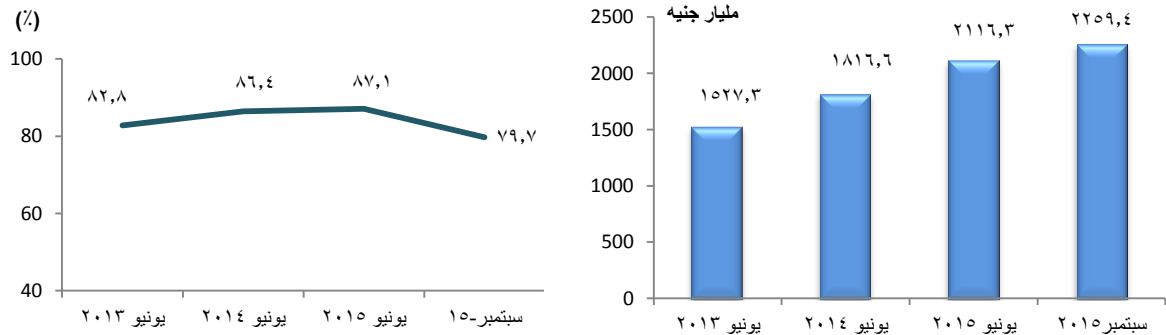 (٪)
100
80
60
40
٨٢,٨
٨٦,٤
٨٧,١
٧٩,٧
يونيو ٢٠١٣
يونيو ٢٠١٤
يونيو ٢٠١٥
سبتمبر-١٥
مليار جنيه
2500
2000
1500
1000
500
0
١٥٢٧,٣
١٨١٦,٦
٢١١٦,٣
٢٢٥٩,٤
يونيو ٢٠١٣
يونيو ٢٠١٤
يونيو ٢٠١٥
سبتمبر٢٠١٥